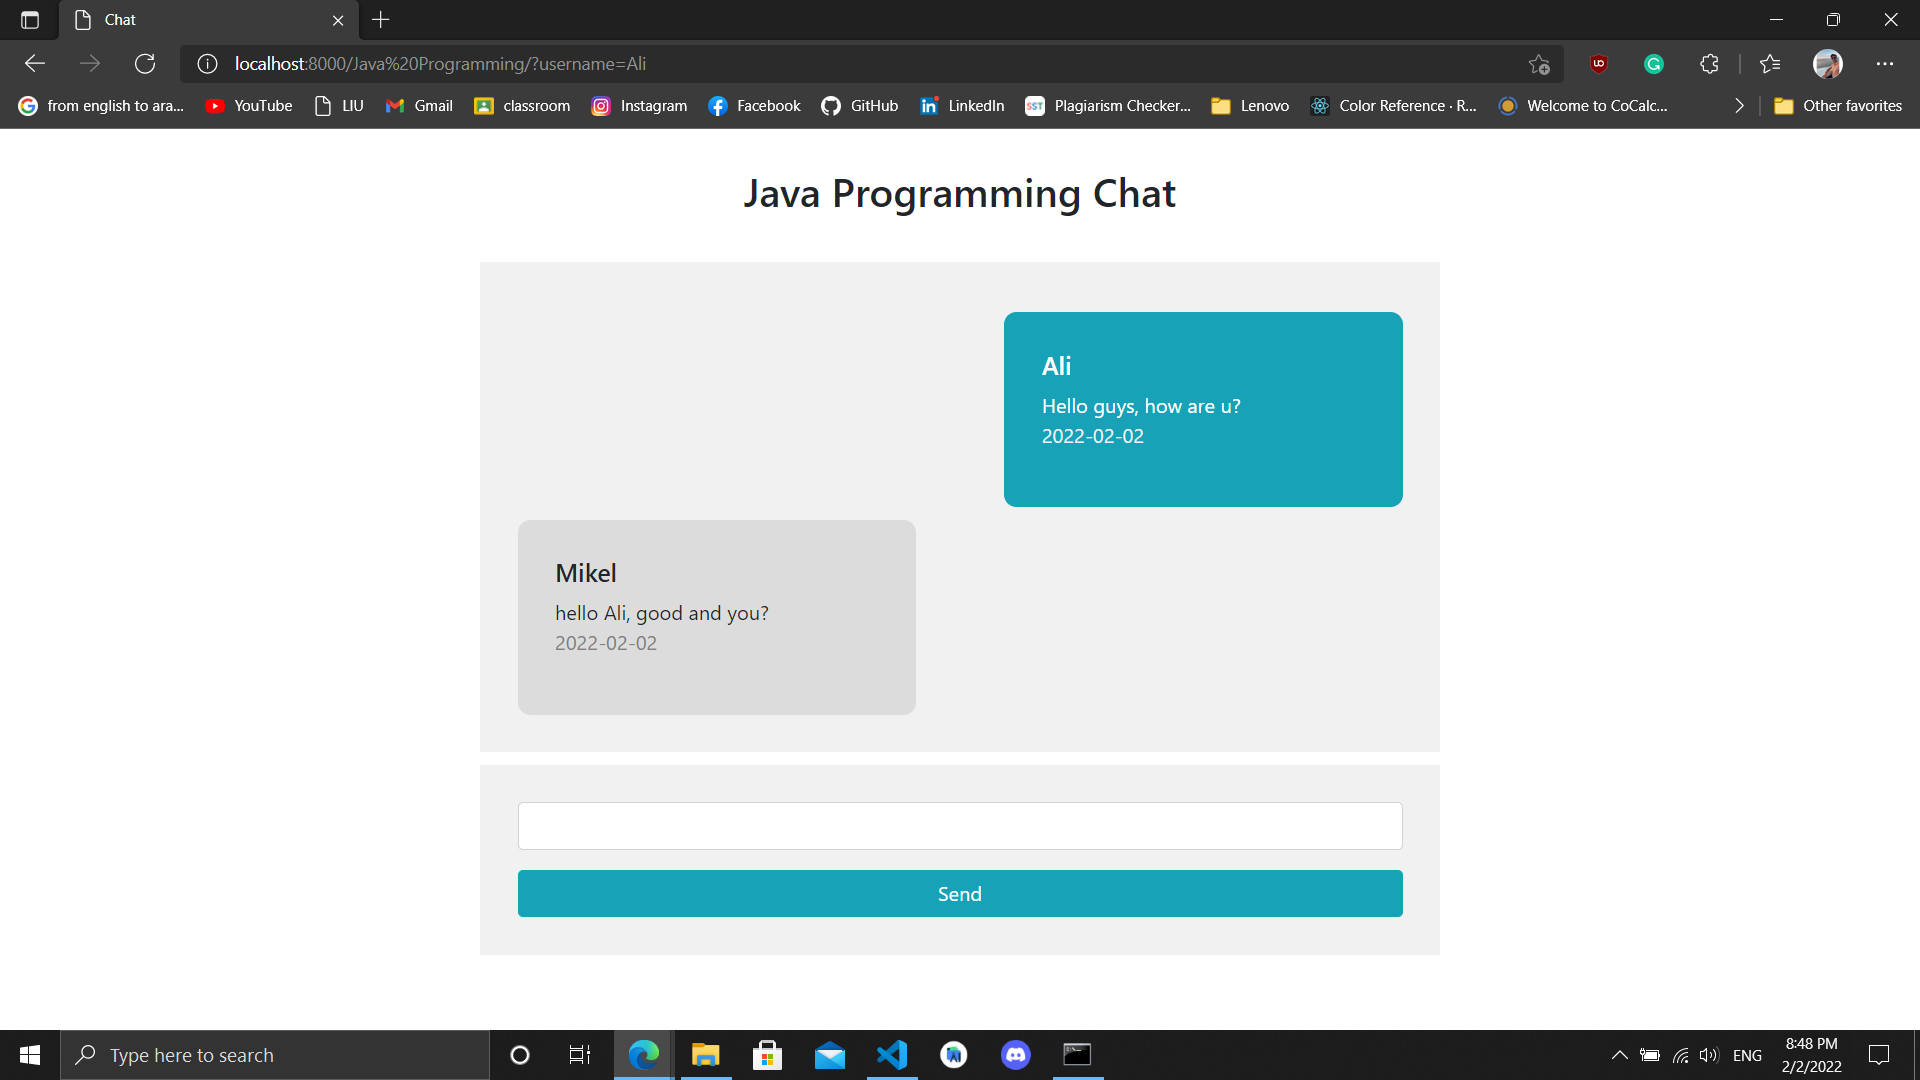 Chat
localhost:8000/Java%20Programming/?username=Ali
from english to ara... YouTube LIU Gmail classroom Instagram Facebook GitHub LinkedIn SST Plagiarism Checker... Lenovo Color Reference · R... Welcome to CoCalc... Other favorites
Java Programming Chat
Ali
Hello guys, how are u?
2022-02-02
Mikel
hello Ali, good and you?
2022-02-02
Send
Type here to search
ENG
8:48 PM
2/2/2022